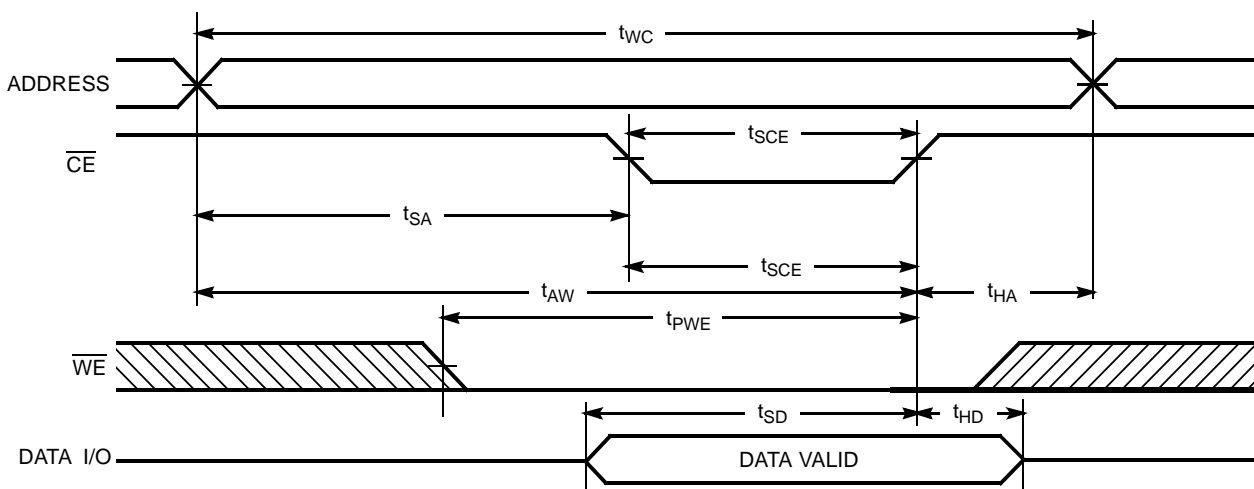 tWC
ADDRESS
CE
tSCE
tSA
tSCE
tAW
tHA
tPWE
WE
tSD
tHD
DATA I/O
DATA VALID